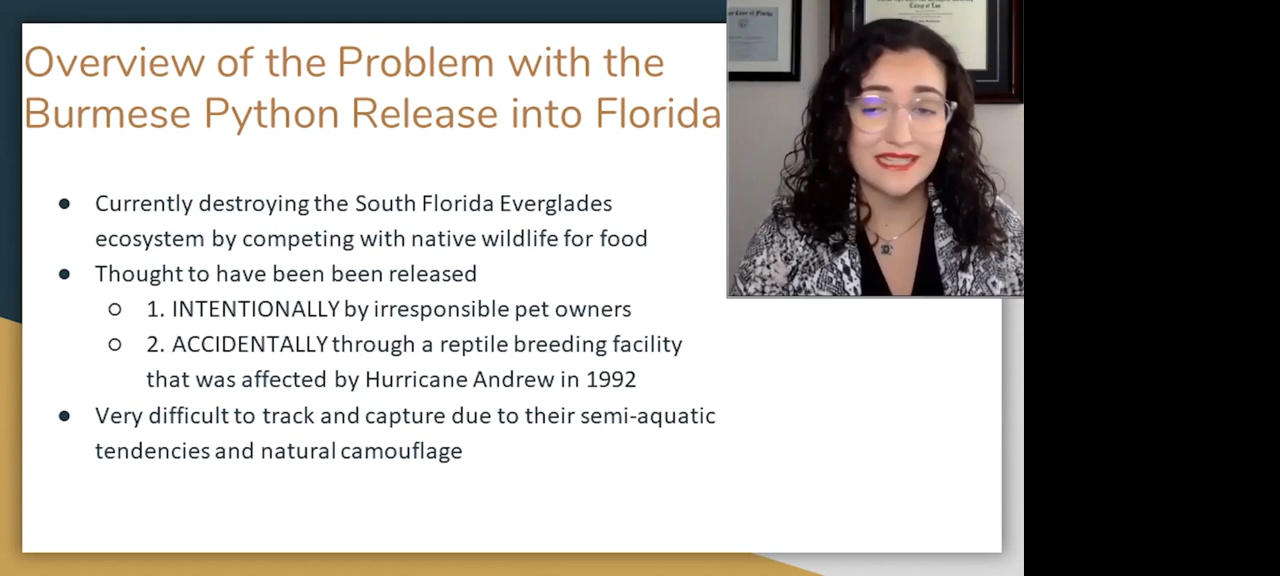 Overview of the Problem with the
Burmese Python Release into Florida
● Currently destroying the South Florida Everglades
ecosystem by competing with native wildlife for food
● Thought to have been been released
○ 1. INTENTIONALLY by irresponsible pet owners
○ 2. ACCIDENTALLY through a reptile breeding facility
that was affected by Hurricane Andrew in 1992
● Very difficult to track and capture due to their semi-aquatic
tendencies and natural camouflage
College of Law